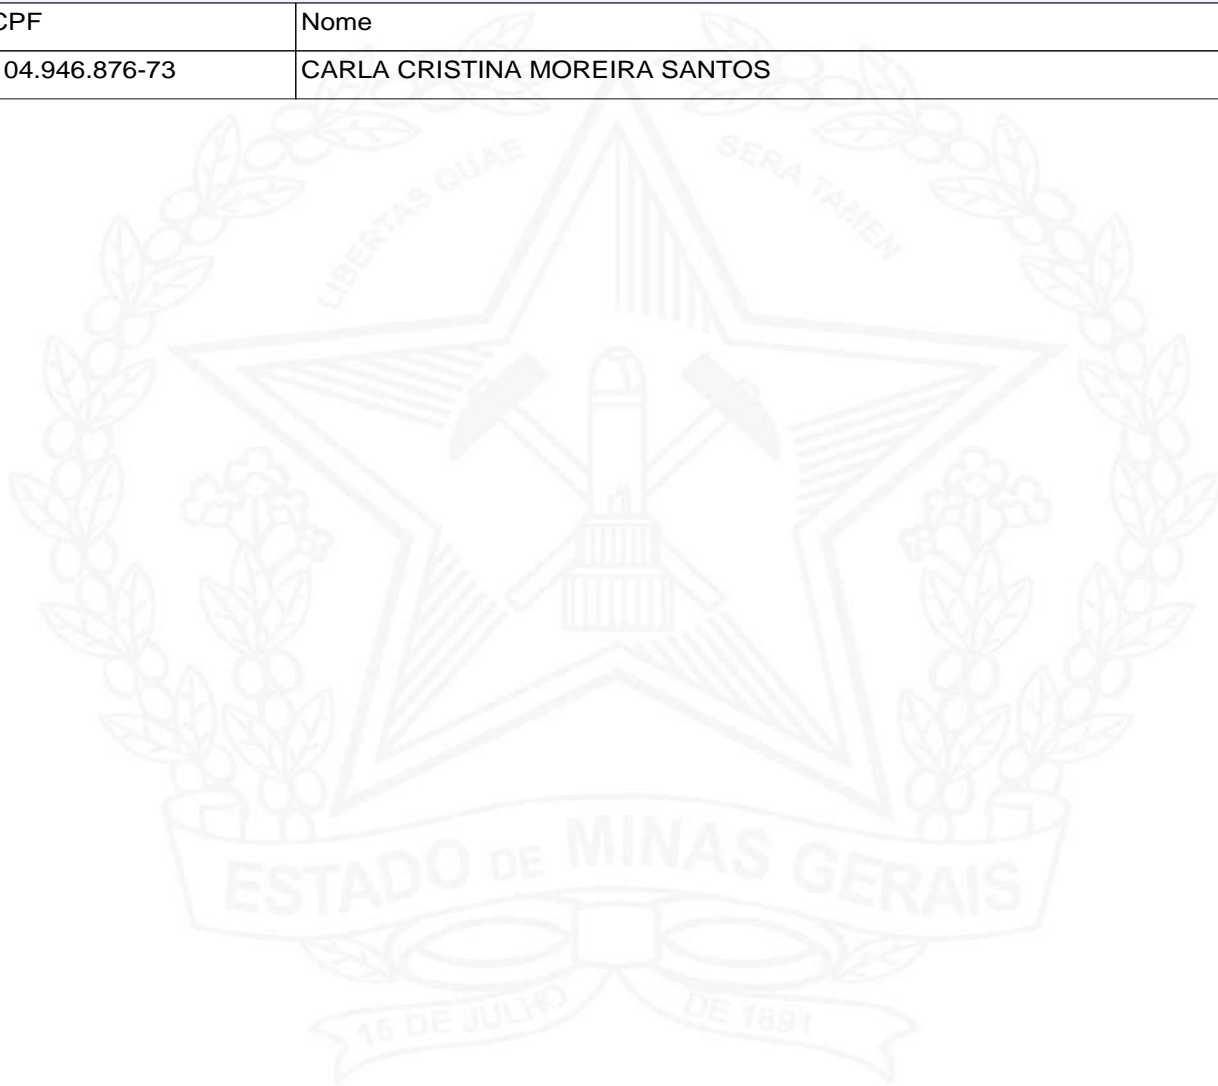 CPF Nome
04.946.876-73 CARLA CRISTINA MOREIRA SANTOS
LIBERTAS QUAE SERA TAMEN
ESTADO DE MINAS GERAIS
15 DE JULHO DE 1891